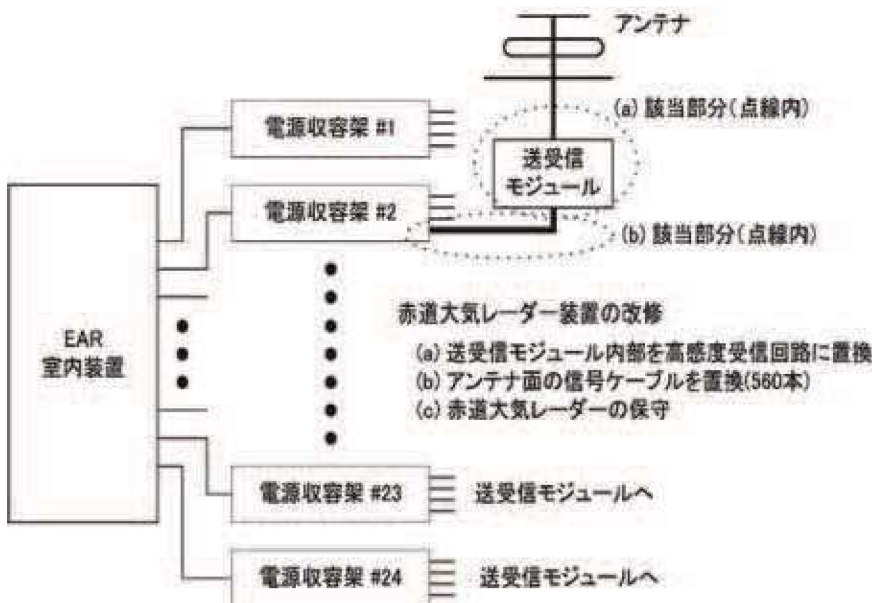 アンテナ
(a) 該当部分(点線内)
電源収容架 #1
送受信
モジュール
電源収容架 #2
(b) 該当部分(点線内)
EAR
室内装置
赤道大気レーダー装置の改修
(a) 送受信モジュール内部を高感度受信回路に置換
(b) アンテナ面の信号ケーブルを置換(560本)
(c) 赤道大気レーダーの保守
電源収容架 #23
送受信モジュールへ
電源収容架 #24
送受信モジュールへ